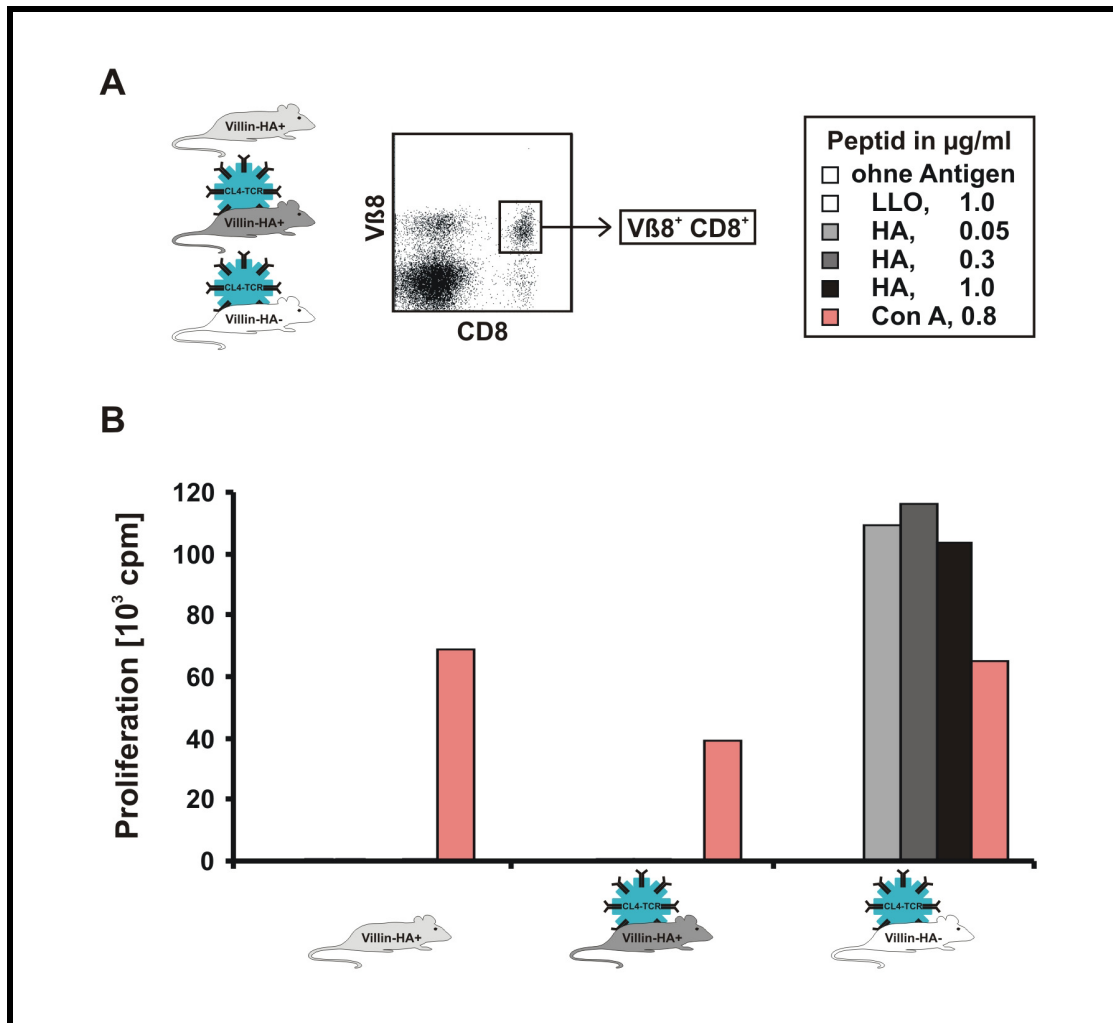 A
Villin-HA+
CL4-TCR
Villin-HA+
CL4-TCR
Villin-HA-
Vß8
CD8
Vß8⁺ CD8⁺
Peptid in µg/ml
ohne Antigen
LLO, 1.0
HA, 0.05
HA, 0.3
HA, 1.0
Con A, 0.8
B
Proliferation [10³ cpm]
120
100
80
60
40
20
0
Villin-HA+
CL4-TCR
Villin-HA+
CL4-TCR
Villin-HA-